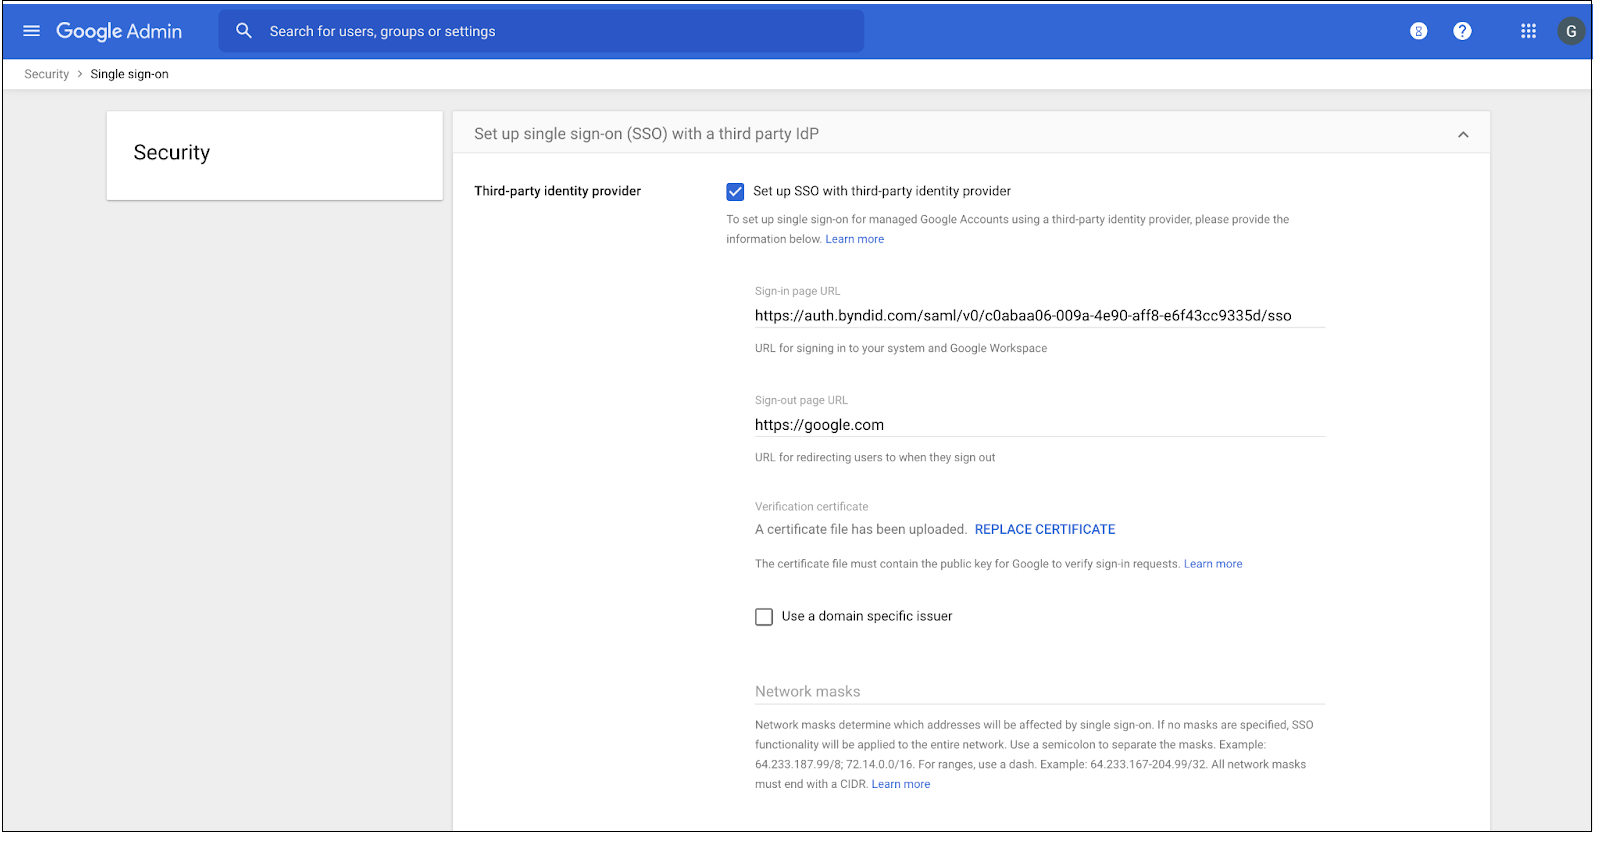 Google Admin
Search for users, groups or settings
G
Security > Single sign-on
Security
Set up single sign-on (SSO) with a third party IdP
Third-party identity provider
Set up SSO with third-party identity provider
To set up single sign-on for managed Google Accounts using a third-party identity provider, please provide the
information below. Learn more
Sign-in page URL
https://auth.byndid.com/saml/v0/c0abaa06-009a-4e90-aff8-e6f43cc9335d/sso
URL for signing in to your system and Google Workspace
Sign-out page URL
https://google.com
URL for redirecting users to when they sign out
Verification certificate
A certificate file has been uploaded. REPLACE CERTIFICATE
The certificate file must contain the public key for Google to verify sign-in requests. Learn more
Use a domain specific issuer
Network masks
Network masks determine which addresses will be affected by single sign-on. If no masks are specified, SSO
functionality will be applied to the entire network. Use a semicolon to separate the masks. Example:
64.233.187.99/8; 72.14.0.0/16. For ranges, use a dash. Example: 64.233.167-204.99/32. All network masks
must end with a CIDR. Learn more